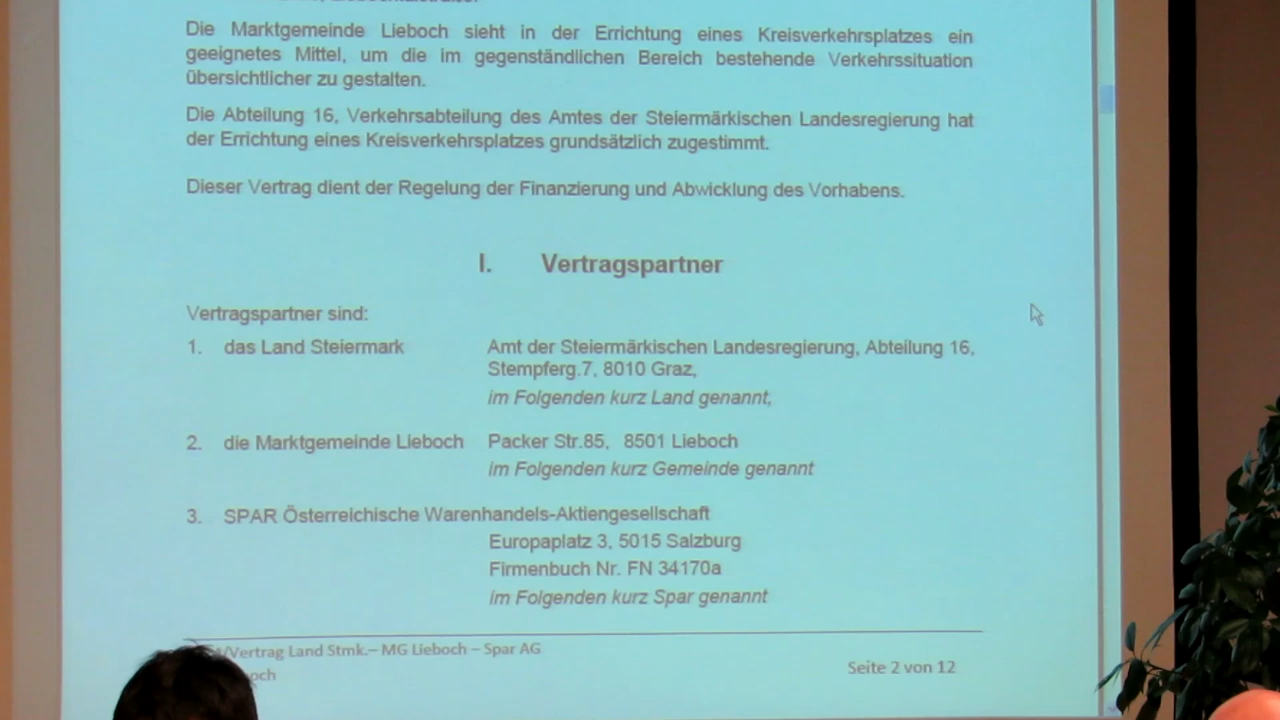 Die Marktgemeinde Lieboch sieht in der Errichtung eines Kreisverkehrsplatzes ein
geeignetes Mittel, um die im gegenständlichen Bereich bestehende Verkehrssituation
übersichtlicher zu gestalten.
Die Abteilung 16, Verkehrsabteilung des Amtes der Steiermärkischen Landesregierung hat
der Errichtung eines Kreisverkehrsplatzes grundsätzlich zugestimmt.
Dieser Vertrag dient der Regelung der Finanzierung und Abwicklung des Vorhabens.
I. Vertragspartner
Vertragspartner sind:
1. das Land Steiermark Amt der Steiermärkischen Landesregierung, Abteilung 16,
Stempferg.7, 8010 Graz,
im Folgenden kurz Land genannt,
2. die Marktgemeinde Lieboch Packer Str.85, 8501 Lieboch
im Folgenden kurz Gemeinde genannt
3. SPAR Österreichische Warenhandels-Aktiengesellschaft
Europaplatz 3, 5015 Salzburg
Firmenbuch Nr. FN 34170a
im Folgenden kurz Spar genannt
/Vertrag Land Stmk.– MG Lieboch – Spar AG
och Seite 2 von 12